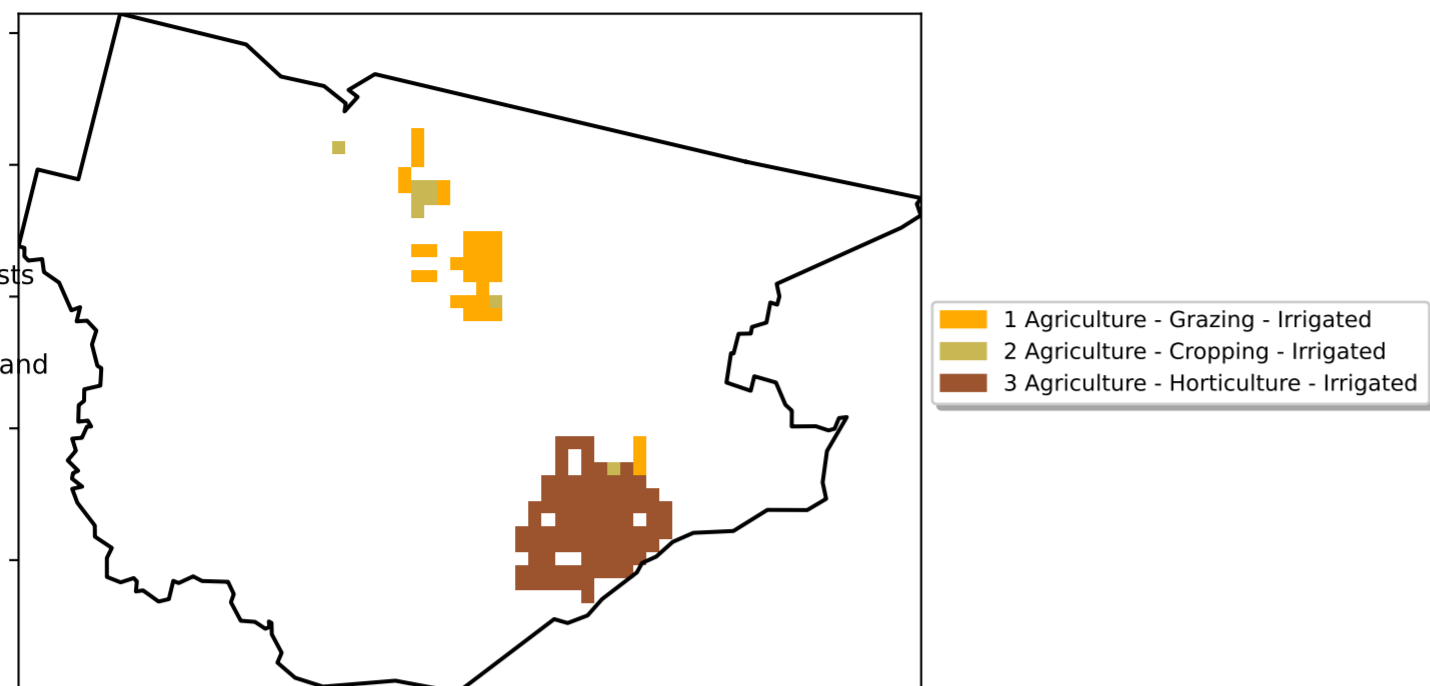 sts
and
1 Agriculture - Grazing - Irrigated
2 Agriculture - Cropping - Irrigated
3 Agriculture - Horticulture - Irrigated